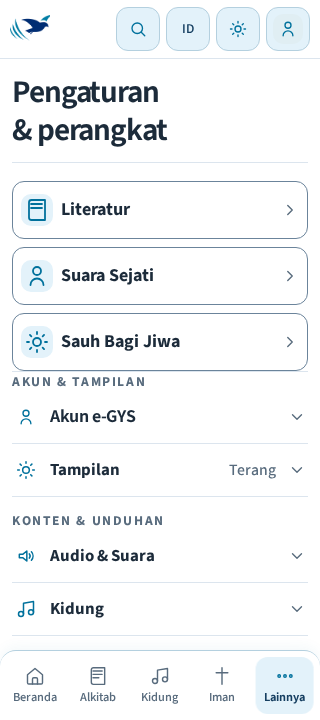 ID
Pengaturan
& perangkat
Literatur
Suara Sejati
Sauh Bagi Jiwa
AKUN & TAMPILAN
Akun e-GYS
Tampilan Terang
KONTEN & UNDUHAN
Audio & Suara
Kidung
Beranda Alkitab Kidung Iman Lainnya